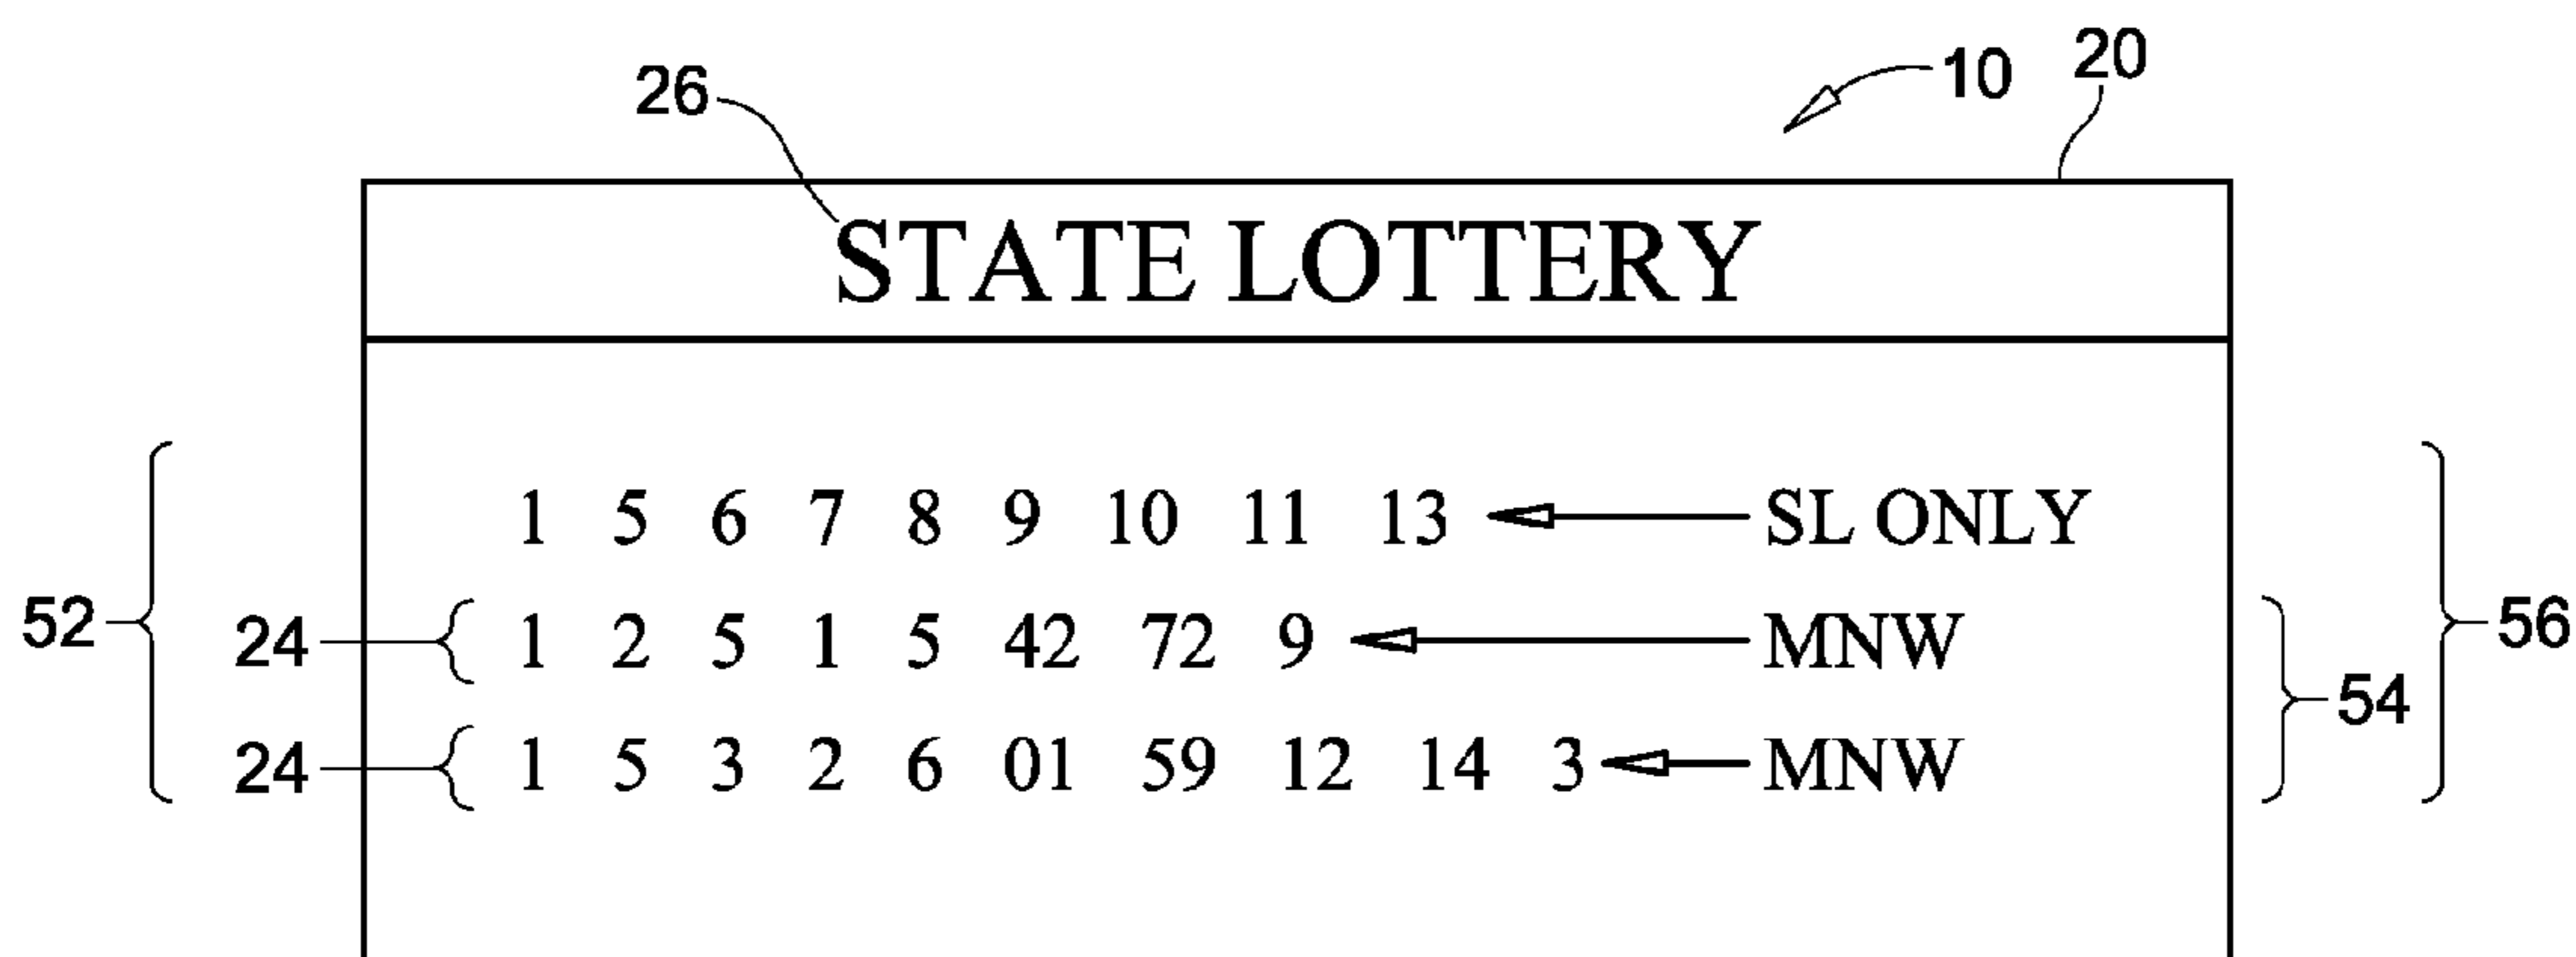 26 10 20
STATE LOTTERY
1 5 6 7 8 9 10 11 13 SL ONLY
52 24 1 2 5 1 5 42 72 9 MNW 56
24 1 5 3 2 6 01 59 12 14 3 MNW 54